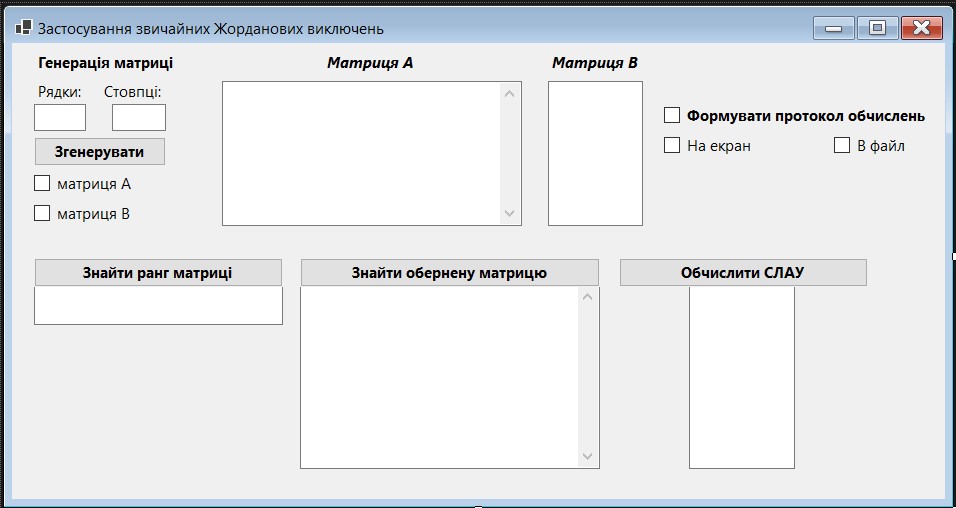 Застосування звичайних Жорданових виключень
Генерація матриці
Матриця А
Матриця В
Рядки:
Стовпці:
Формувати протокол обчислень
Згенерувати
На екран
В файл
матриця А
матриця В
Знайти ранг матриці
Знайти обернену матрицю
Обчислити СЛАУ